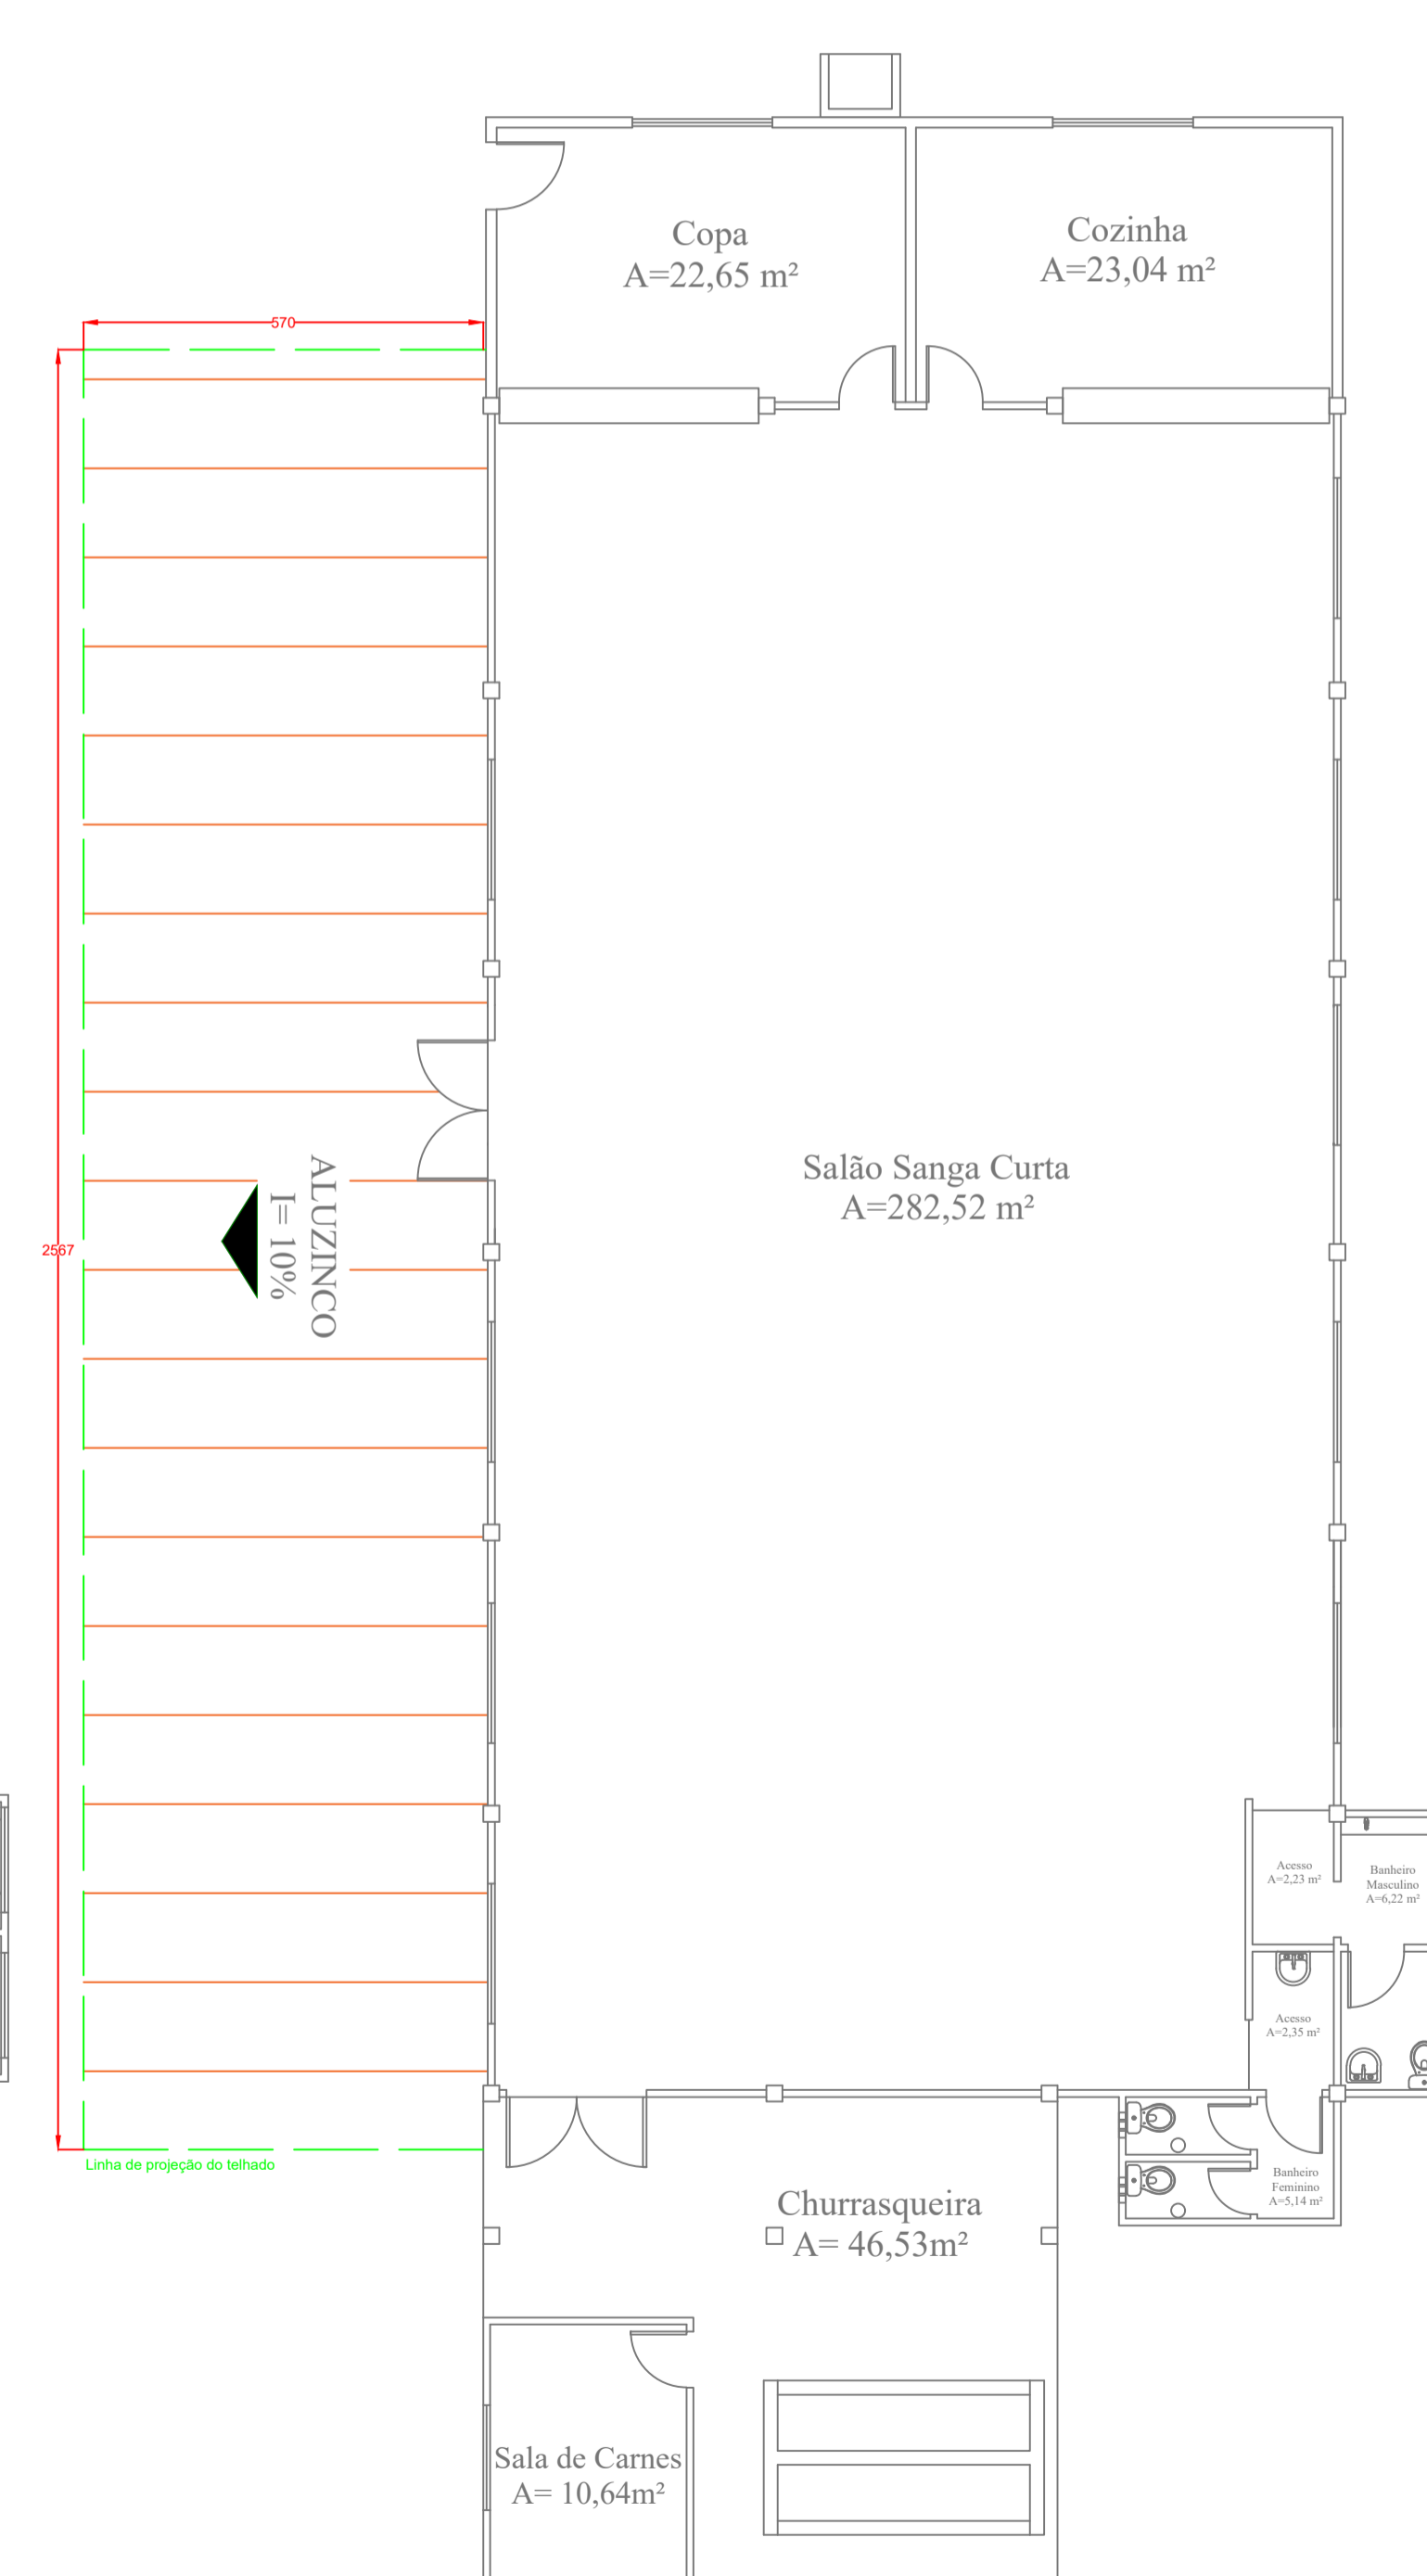 Copa
A=22,65 m²
Cozinha
A=23,04 m²
570
Salão Sanga Curta
A=282,52 m²
ALUZINCO
I= 10%
2567
Acesso
A=2,23 m²
Banheiro
Masculino
A=6,22 m²
Acesso
A=2,35 m²
Linha de projeção do telhado
Banheiro
Feminino
A=5,14 m²
Churrasqueira
A= 46,53m²
Sala de Carnes
A= 10,64m²